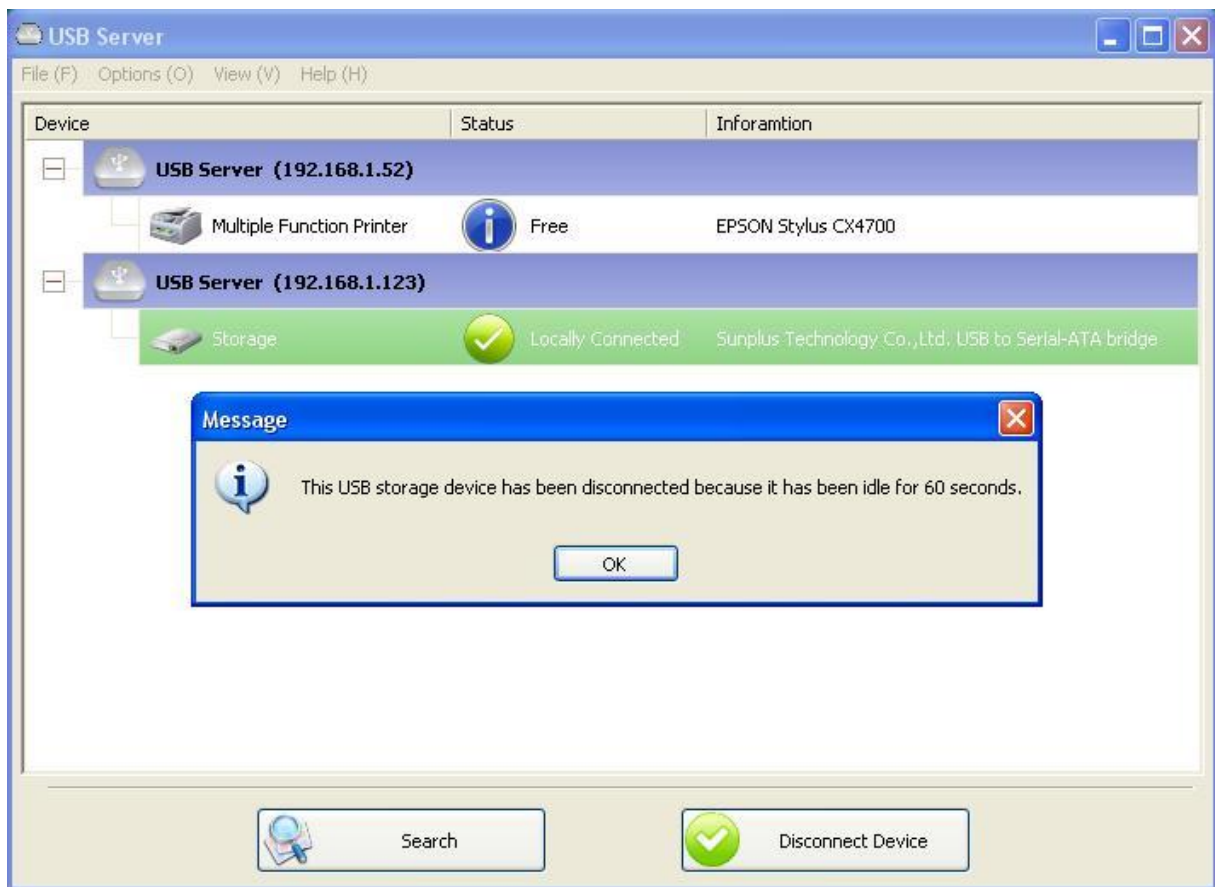 USB Server
File (F) Options (O) View (V) Help (H)
Device Status Inforamtion
USB Server (192.168.1.52)
Multiple Function Printer Free EPSON Stylus CX4700
USB Server (192.168.1.123)
Storage Locally Connected Sunplus Technology Co.,Ltd. USB to Serial-ATA bridge
Message
This USB storage device has been disconnected because it has been idle for 60 seconds.
OK
Search Disconnect Device